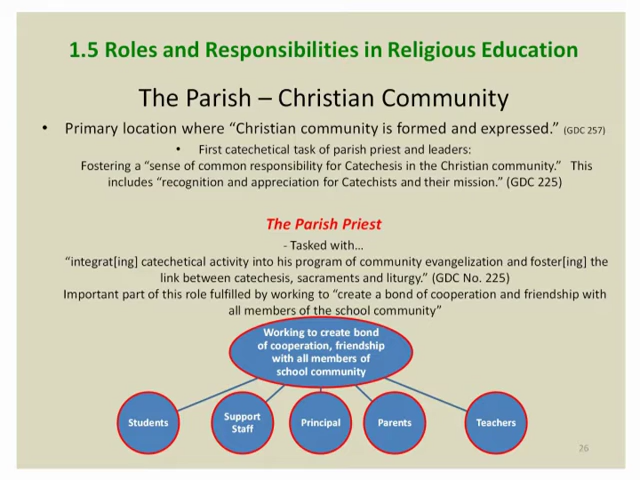 1.5 Roles and Responsibilities in Religious Education
The Parish – Christian Community
• Primary location where “Christian community is formed and expressed.” (GDC 257)
• First catechetical task of parish priest and leaders:
Fostering a “sense of common responsibility for Catechesis in the Christian community.” This
includes “recognition and appreciation for Catechists and their mission.” (GDC 225)
The Parish Priest
- Tasked with…
“integrat[ing] catechetical activity into his program of community evangelization and foster[ing] the
link between catechesis, sacraments and liturgy.” (GDC No. 225)
Important part of this role fulfilled by working to “create a bond of cooperation and friendship with
all members of the school community”
Working to create bond
of cooperation, friendship
with all members of
school community
Students
Support
Staff
Principal
Parents
Teachers
26